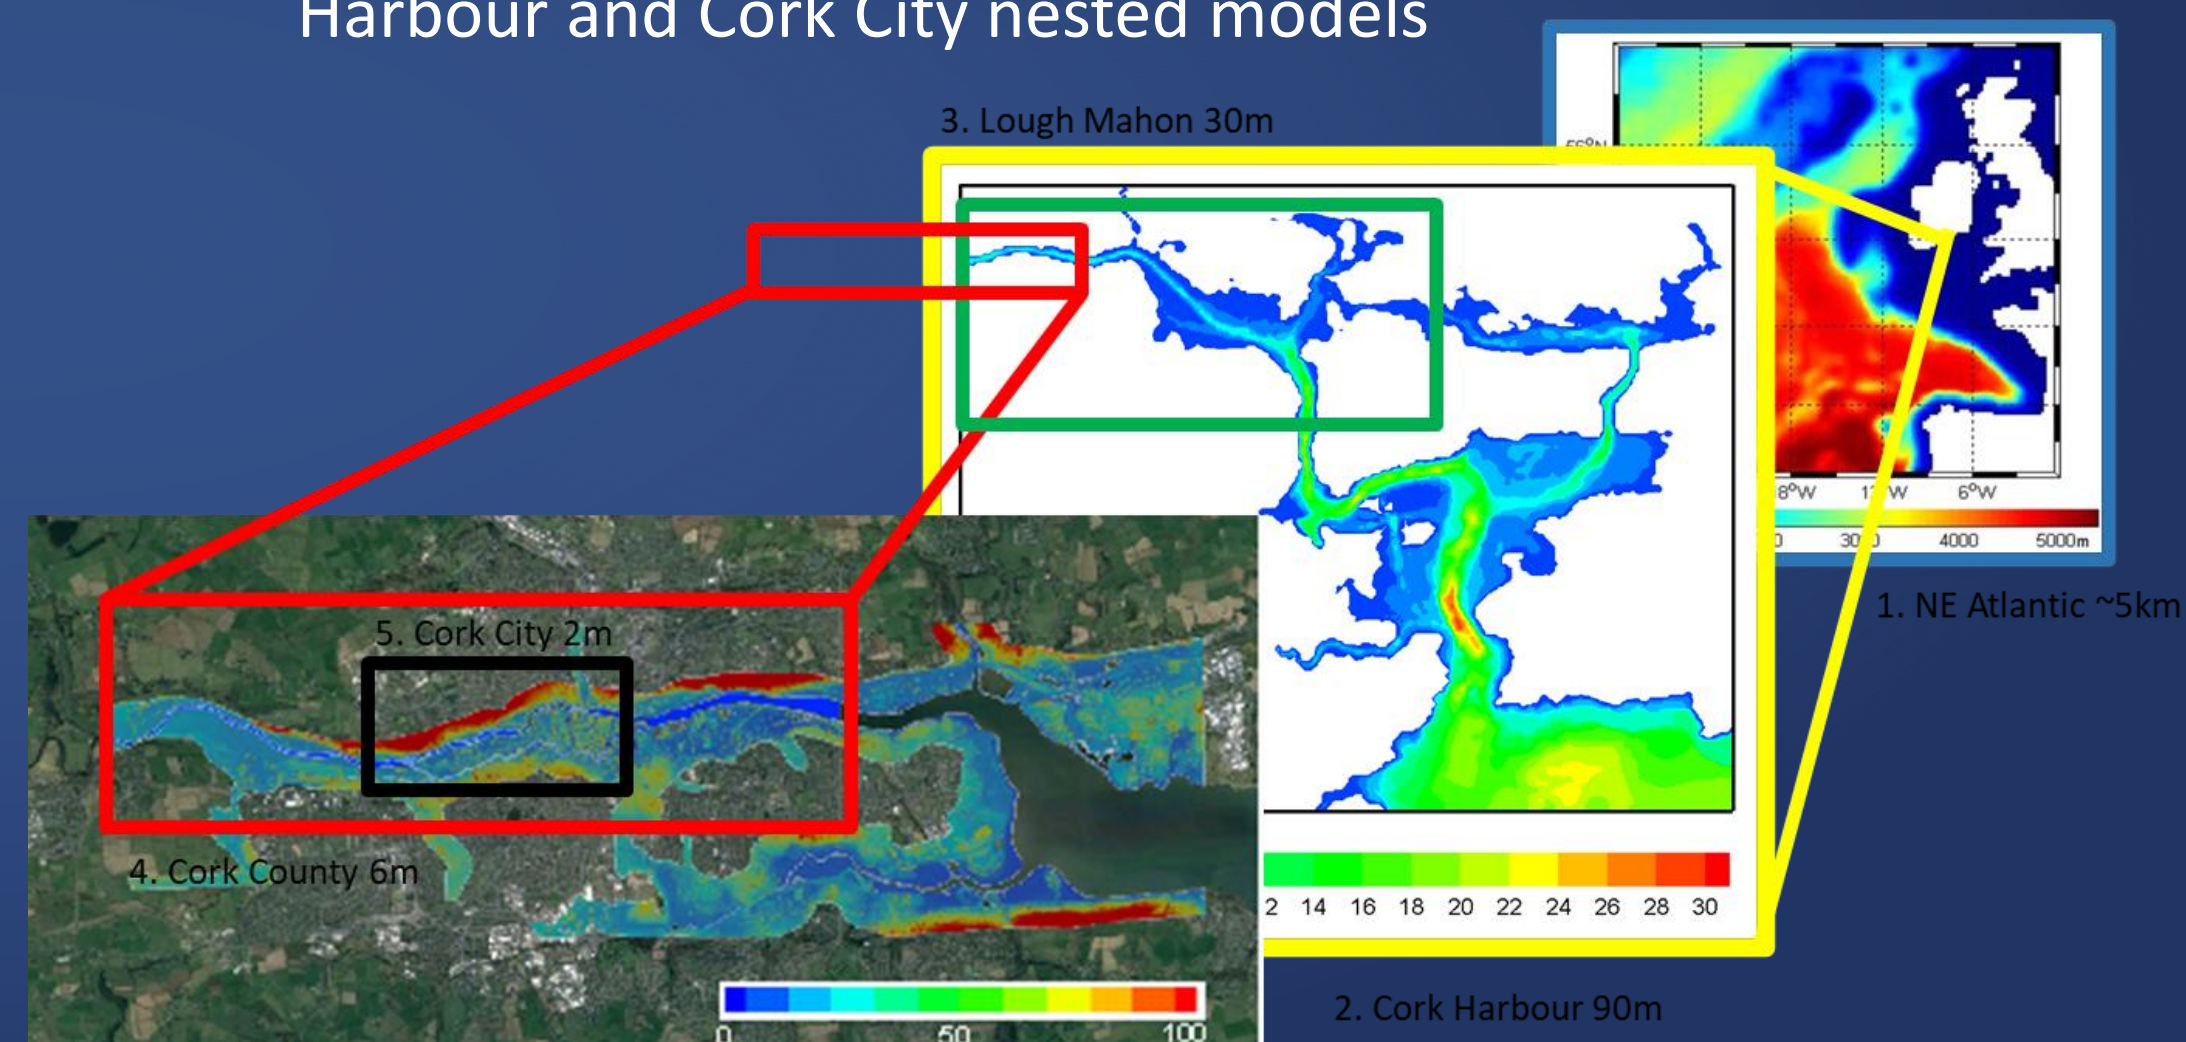 Harbour and Cork City nested models
3. Lough Mahon 30m
6°W
4000 5000m
1. NE Atlantic ~5km
5. Cork City 2m
4. Cork County 6m
2 14 16 18 20 22 24 26 28 30
0 50 100
2. Cork Harbour 90m